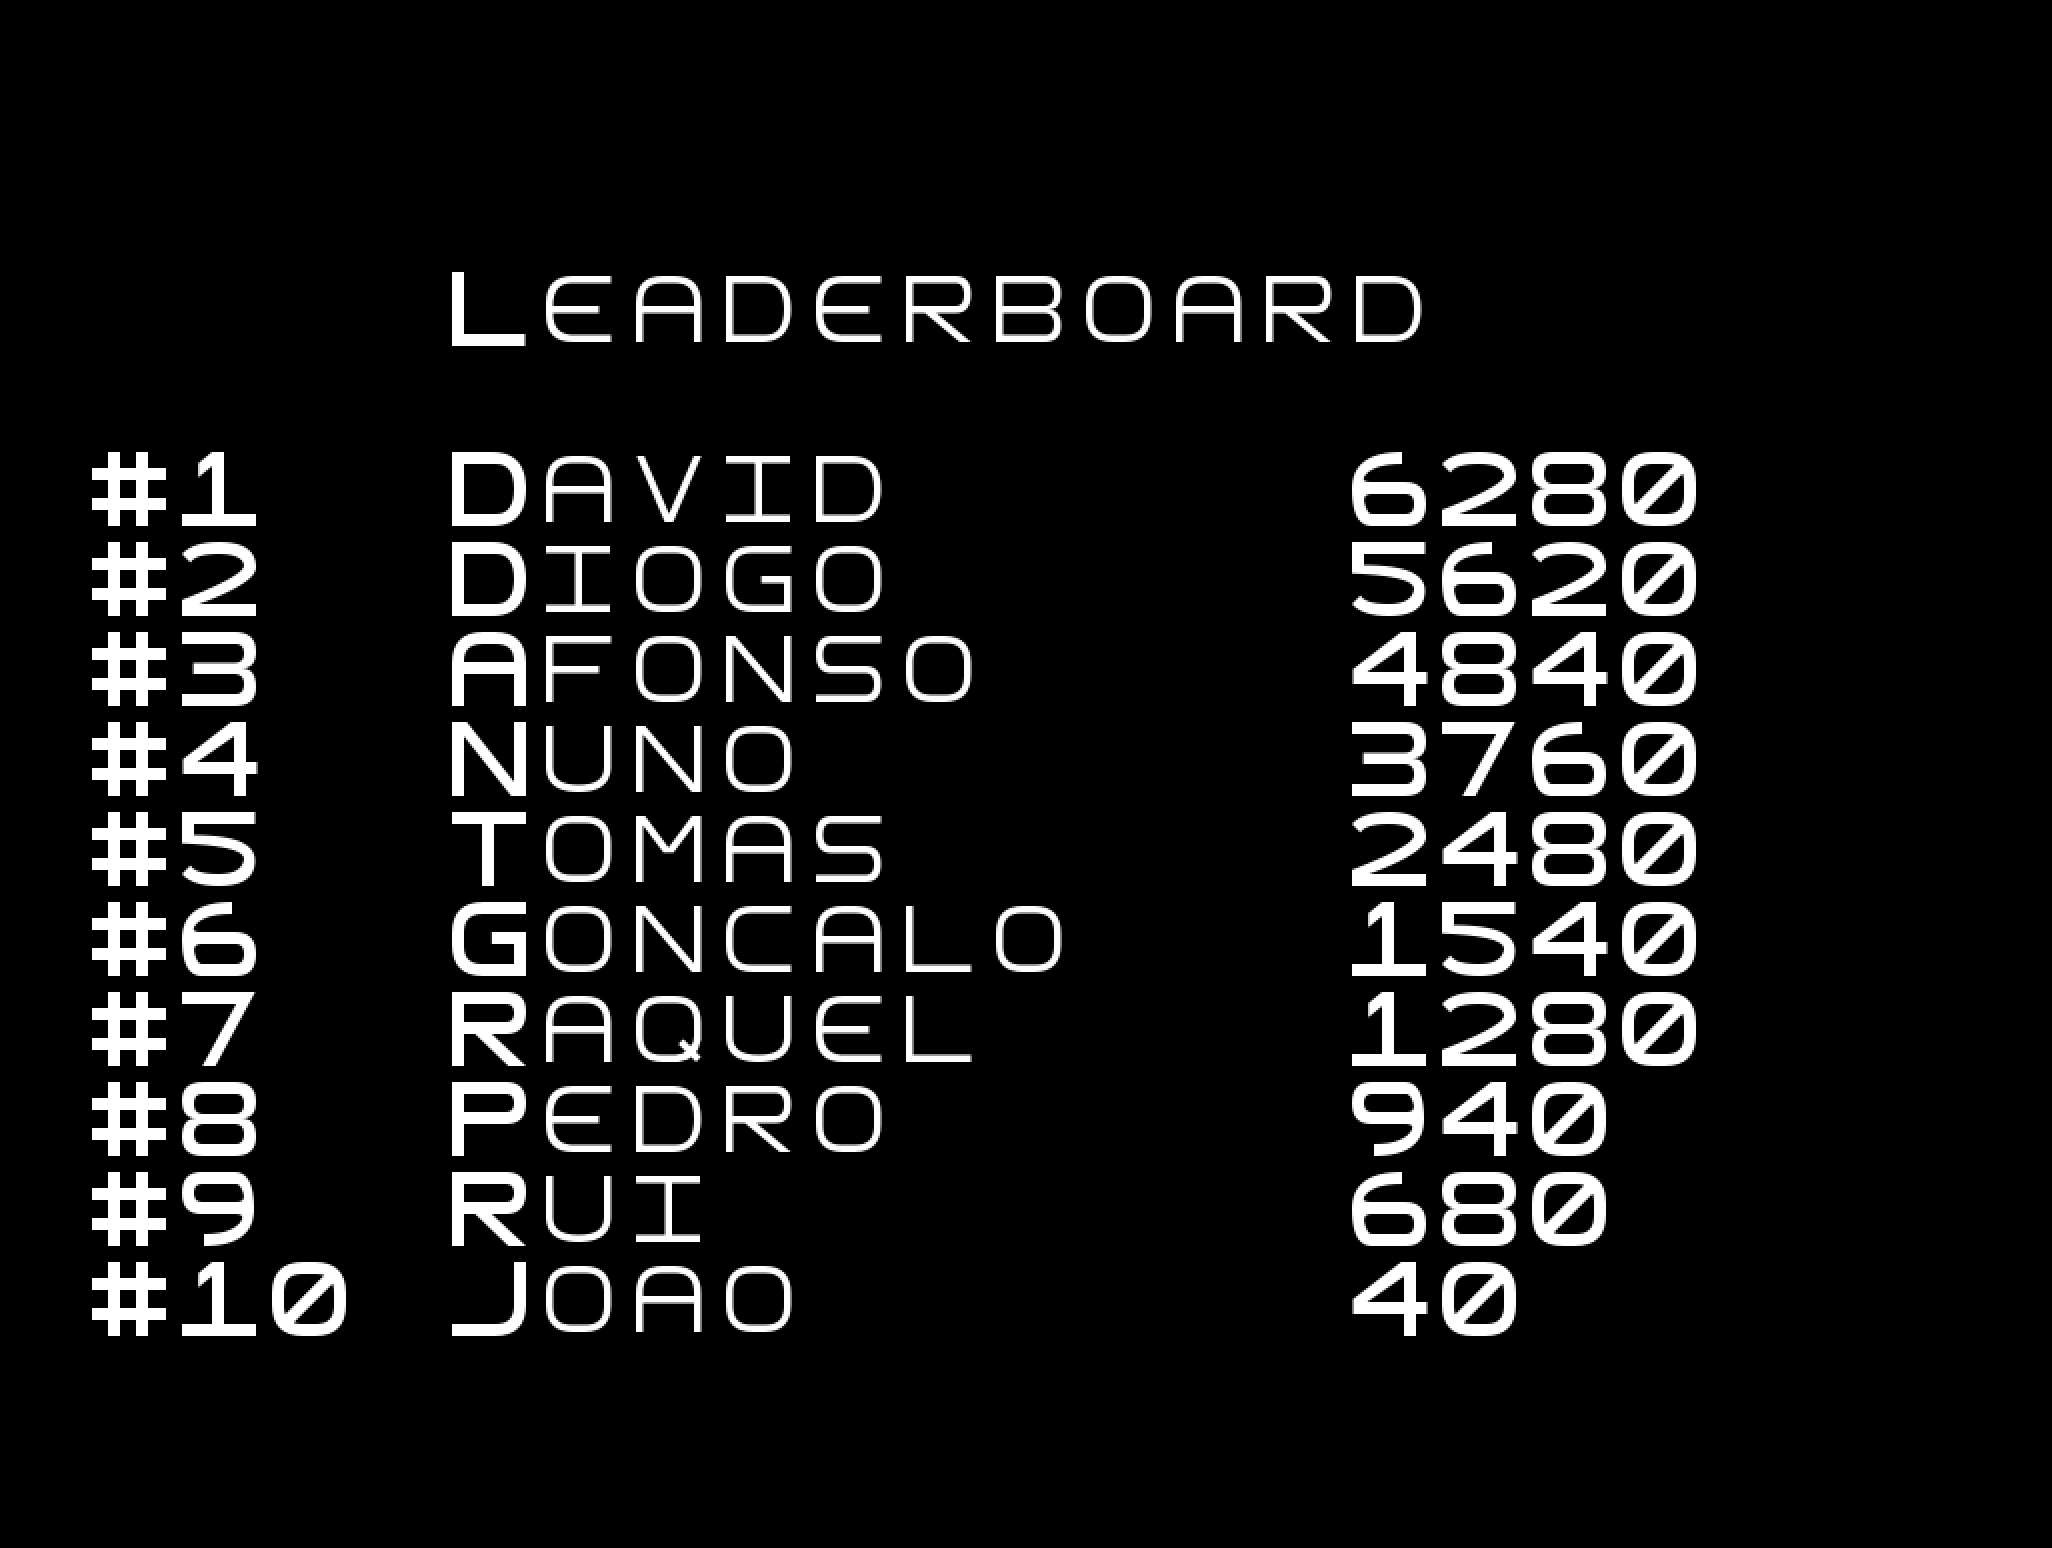 Leaderboard
#1 David 6280
#2 Diogo 5620
#3 Afonso 4840
#4 Nuno 3760
#5 Tomas 2480
#6 Goncalo 1540
#7 Raquel 1280
#8 Pedro 940
#9 Rui 680
#10 Joao 40